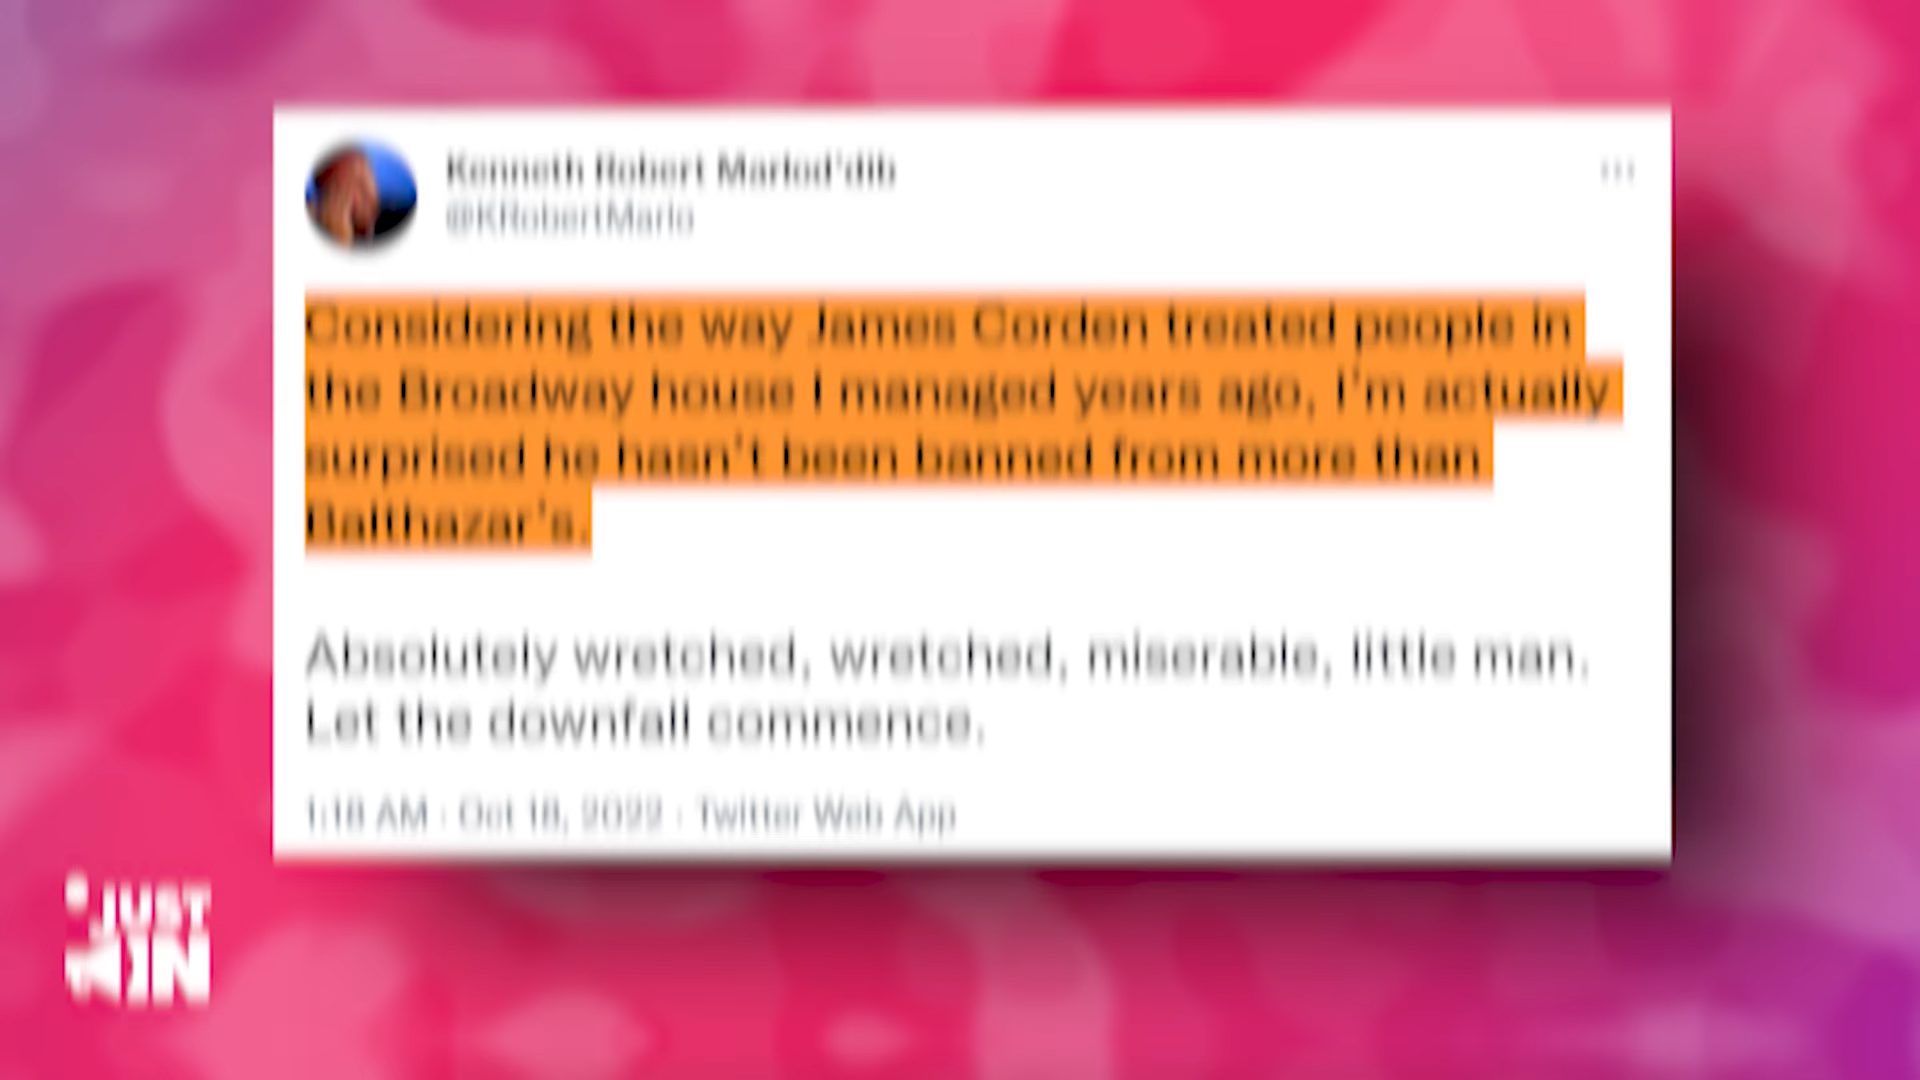 Kenneth Robert Marlod'dib
@KRobertMarlo
Considering the way James Corden treated people in
the Broadway house I managed years ago, I'm actually
surprised he hasn't been banned from more than
Balthazar's.
Absolutely wretched, wretched, miserable, little man.
Let the downfall commence.
1:18 AM · Oct 18, 2022 · Twitter Web App
JUST
IN